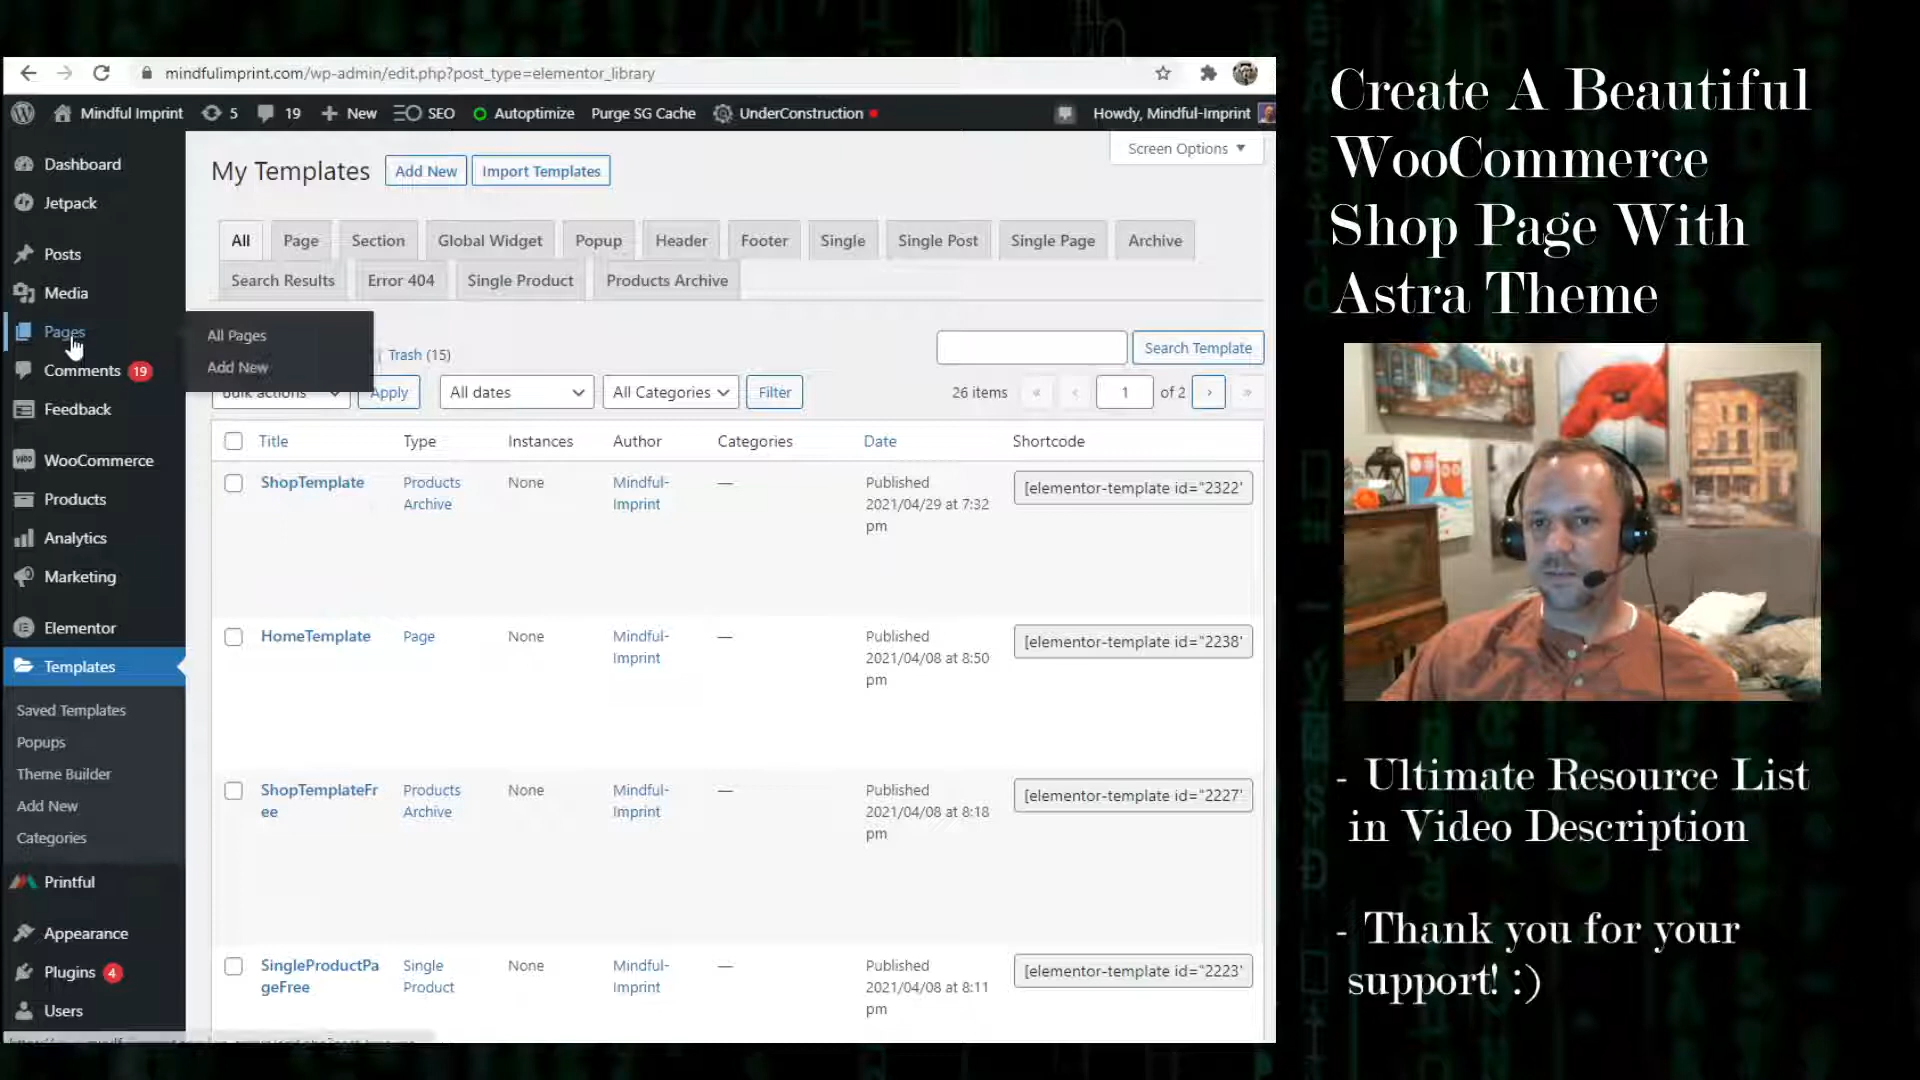 mindfulimprint.com/wp-admin/edit.php?post_type=elementor_library
Mindful Imprint 5 19 New SEO Autoptimize Purge SG Cache UnderConstruction Howdy, Mindful-Imprint
Dashboard
Jetpack
Posts
Media
Pages
All Pages
Add New
Comments 19
Feedback
WooCommerce
Products
Analytics
Marketing
Elementor
Templates
Saved Templates
Popups
Theme Builder
Add New
Categories
Printful
Appearance
Plugins 4
Users
Screen Options
My Templates Add New Import Templates
All Page Section Global Widget Popup Header Footer Single Single Post Single Page Archive
Search Results Error 404 Single Product Products Archive
Trash (15)
Search Template
Bulk actions Apply All dates All Categories Filter 26 items « ‹ 1 of 2 › »
Title Type Instances Author Categories Date Shortcode
ShopTemplate Products None Mindful- — Published [elementor-template id="2322"
Archive Imprint 2021/04/29 at 7:32
pm
HomeTemplate Page None Mindful- — Published [elementor-template id="2238"
Imprint 2021/04/08 at 8:50
pm
ShopTemplateFr Products None Mindful- — Published [elementor-template id="2227"
ee Archive Imprint 2021/04/08 at 8:18
pm
SingleProductPa Single None Mindful- — Published [elementor-template id="2223"
geFree Product Imprint 2021/04/08 at 8:11
pm
Create A Beautiful
WooCommerce
Shop Page With
Astra Theme
- Ultimate Resource List
in Video Description
- Thank you for your
support! :)